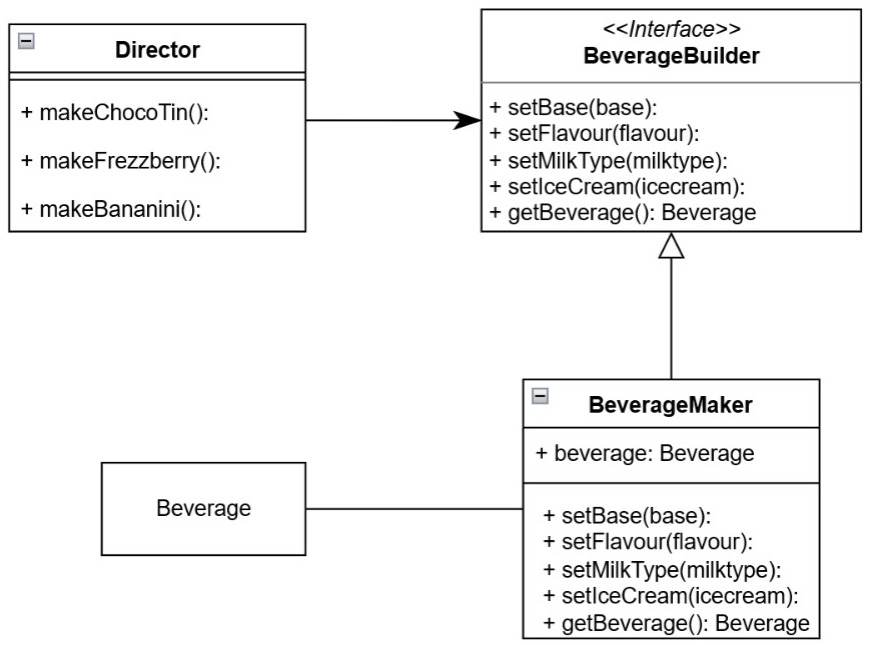 Director
+ makeChocoTin():
+ makeFrezzberry():
+ makeBananini():
<<Interface>>
BeverageBuilder
+ setBase(base):
+ setFlavour(flavour):
+ setMilkType(milktype):
+ setIceCream(icecream):
+ getBeverage(): Beverage
Beverage
BeverageMaker
+ beverage: Beverage
+ setBase(base):
+ setFlavour(flavour):
+ setMilkType(milktype):
+ setIceCream(icecream):
+ getBeverage(): Beverage